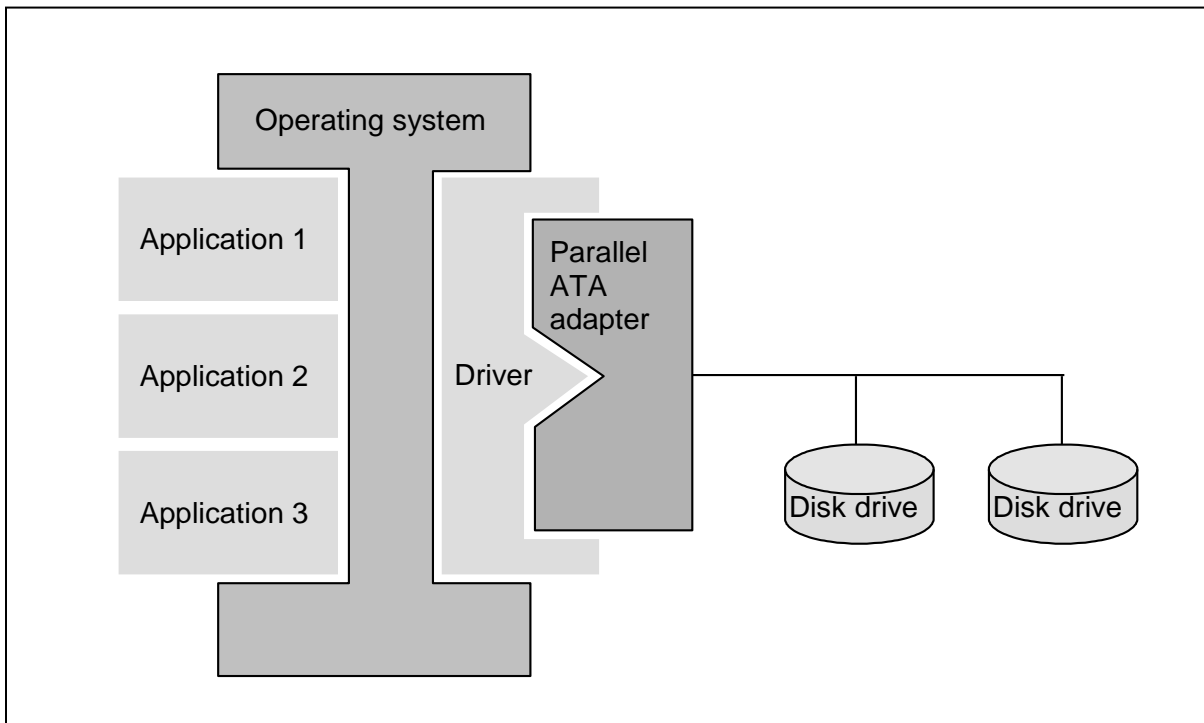 Operating system
Application 1
Application 2
Application 3
Driver
Parallel
ATA
adapter
Disk drive
Disk drive